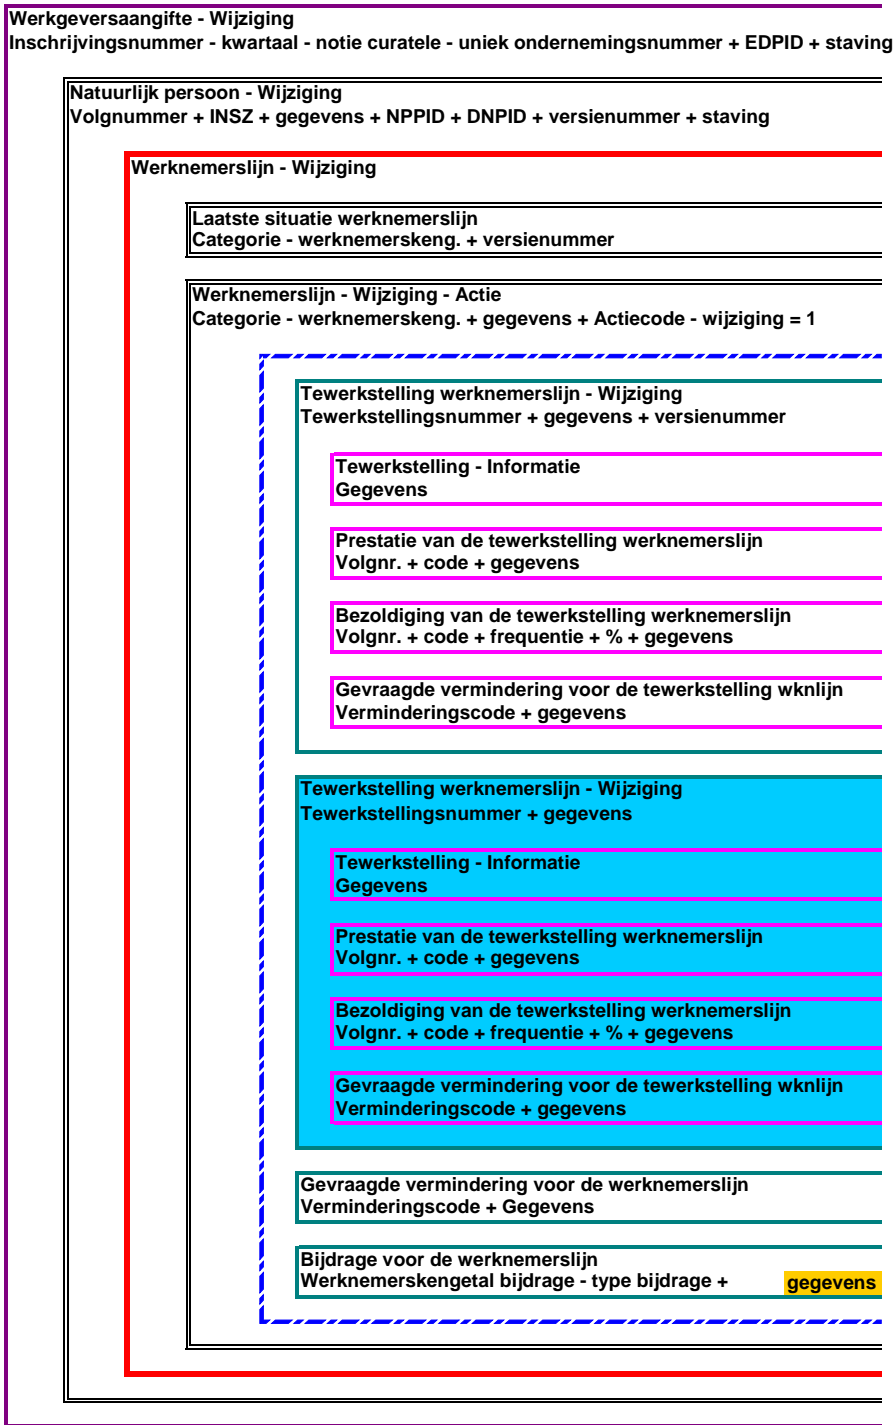 Werkgeversaangifte - Wijziging
Inschrijvingsnummer - kwartaal - notie curatele - uniek ondernemingsnummer + EDPID + staving
Natuurlijk persoon - Wijziging
Volgnummer + INSZ + gegevens + NPPID + DNPID + versienummer + staving
Werknemerslijn - Wijziging
Laatste situatie werknemerslijn
Categorie - werknemerskeng. + versienummer
Werknemerslijn - Wijziging - Actie
Categorie - werknemerskeng. + gegevens + Actiecode - wijziging = 1
Tewerkstelling werknemerslijn - Wijziging
Tewerkstellingsnummer + gegevens + versienummer
Tewerkstelling - Informatie
Gegevens
Prestatie van de tewerkstelling werknemerslijn
Volgnr. + code + gegevens
Bezoldiging van de tewerkstelling werknemerslijn
Volgnr. + code + frequentie + % + gegevens
Gevraagde vermindering voor de tewerkstelling wknlijn
Verminderingscode + gegevens
Tewerkstelling werknemerslijn - Wijziging
Tewerkstellingsnummer + gegevens
Tewerkstelling - Informatie
Gegevens
Prestatie van de tewerkstelling werknemerslijn
Volgnr. + code + gegevens
Bezoldiging van de tewerkstelling werknemerslijn
Volgnr. + code + frequentie + % + gegevens
Gevraagde vermindering voor de tewerkstelling wknlijn
Verminderingscode + gegevens
Gevraagde vermindering voor de werknemerslijn
Verminderingscode + Gegevens
Bijdrage voor de werknemerslijn
Werknemerskengetal bijdrage - type bijdrage + gegevens